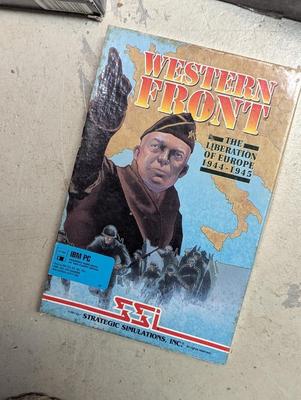 WESTERN
FRONT
THE
LIBERATION
OF EUROPE
1944-1945
IBM PC
SSI
STRATEGIC SIMULATIONS, INC.